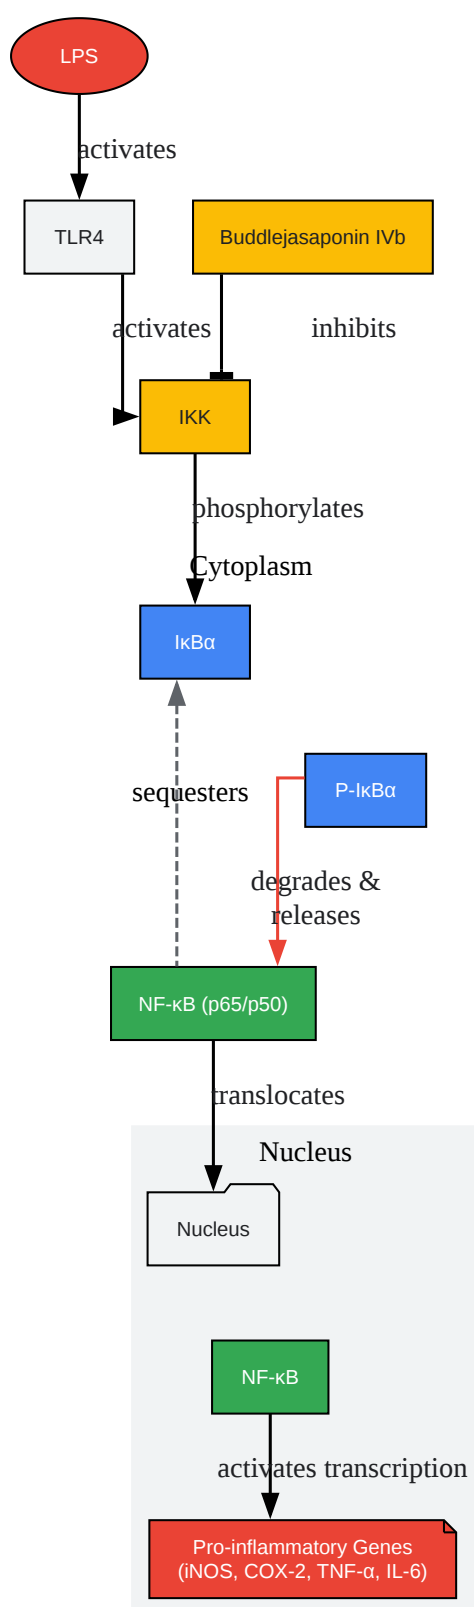 LPS
activates
TLR4
Buddlejasaponin IVb
activates
inhibits
IKK
phosphorylates
Cytoplasm
IκBα
P-IκBα
sequesters
degrades &
releases
NF-κB (p65/p50)
translocates
Nucleus
Nucleus
NF-κB
activates transcription
Pro-inflammatory Genes
(iNOS, COX-2, TNF-α, IL-6)